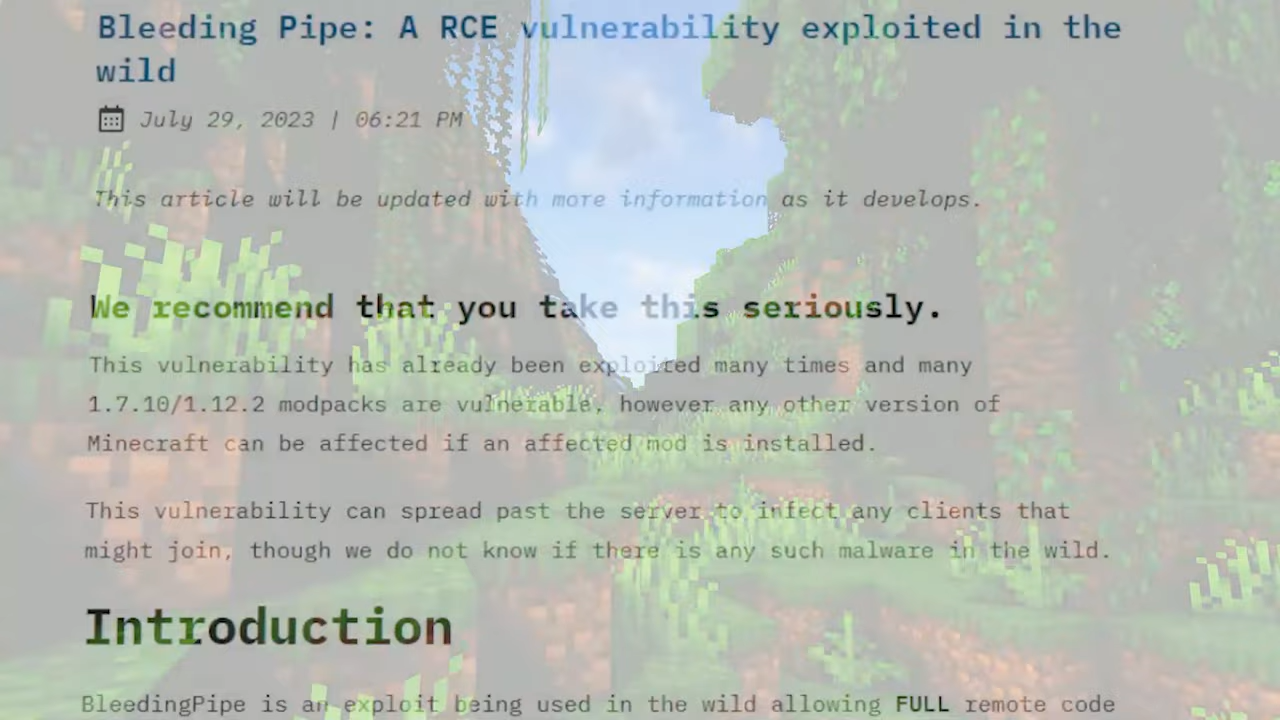 Bleeding Pipe: A RCE vulnerability exploited in the
wild
July 29, 2023 | 06:21 PM
This article will be updated with more information as it develops.
We recommend that you take this seriously.
This vulnerability has already been exploited many times and many
1.7.10/1.12.2 modpacks are vulnerable, however any other version of
Minecraft can be affected if an affected mod is installed.
This vulnerability can spread past the server to infect any clients that
might join, though we do not know if there is any such malware in the wild.
Introduction
BleedingPipe is an exploit being used in the wild allowing FULL remote code